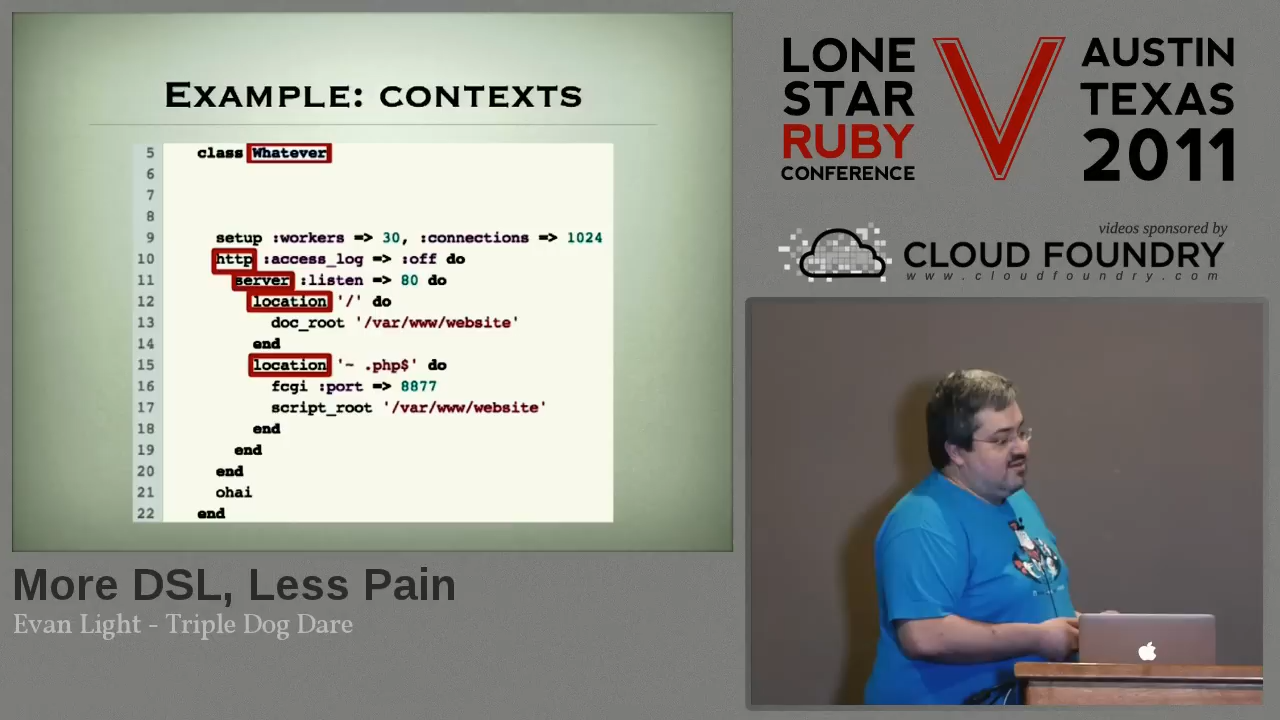 EXAMPLE: CONTEXTS
5 class Whatever
6
7
8
9 setup :workers => 30, :connections => 1024
10 http :access_log => :off do
11 server :listen => 80 do
12 location '/' do
13 doc_root '/var/www/website'
14 end
15 location '~ .php$' do
16 fcgi :port => 8877
17 script_root '/var/www/website'
18 end
19 end
20 end
21 ohai
22 end
More DSL, Less Pain
Evan Light - Triple Dog Dare
LONE
STAR
RUBY
CONFERENCE
V
AUSTIN
TEXAS
2011
videos sponsored by
CLOUD FOUNDRY
www.cloudfoundry.com